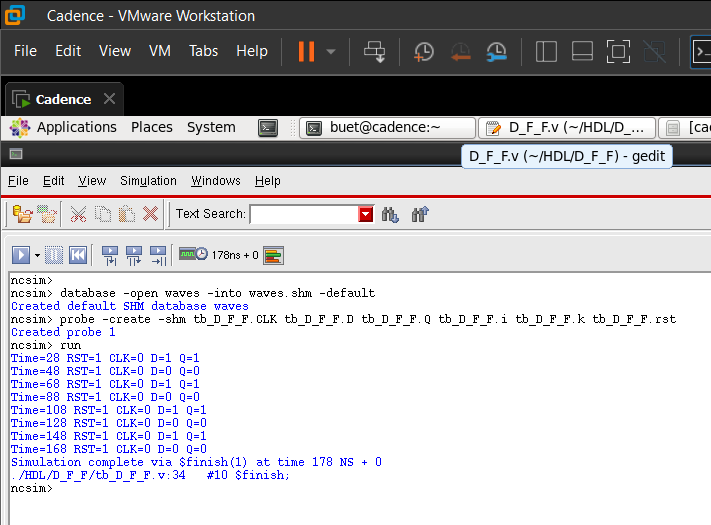 Cadence - VMware Workstation
File Edit View VM Tabs Help
Cadence
Applications Places System buet@cadence:~ D_F_F.v (~/HDL/D_... [cad
D_F_F.v (~/HDL/D_F_F) - gedit
File Edit View Simulation Windows Help
Text Search:
178ns + 0
ncsim>
ncsim> database -open waves -into waves.shm -default
Created default SHM database waves
ncsim> probe -create -shm tb_D_F_F.CLK tb_D_F_F.D tb_D_F_F.Q tb_D_F_F.i tb_D_F_F.k tb_D_F_F.rst
Created probe 1
ncsim> run
Time=28 RST=1 CLK=0 D=1 Q=1
Time=48 RST=1 CLK=0 D=0 Q=0
Time=68 RST=1 CLK=0 D=1 Q=1
Time=88 RST=1 CLK=0 D=0 Q=0
Time=108 RST=1 CLK=0 D=1 Q=1
Time=128 RST=1 CLK=0 D=0 Q=0
Time=148 RST=1 CLK=0 D=1 Q=1
Time=168 RST=1 CLK=0 D=0 Q=0
Simulation complete via $finish(1) at time 178 NS + 0
./HDL/D_F_F/tb_D_F_F.v:34   #10 $finish;
ncsim>